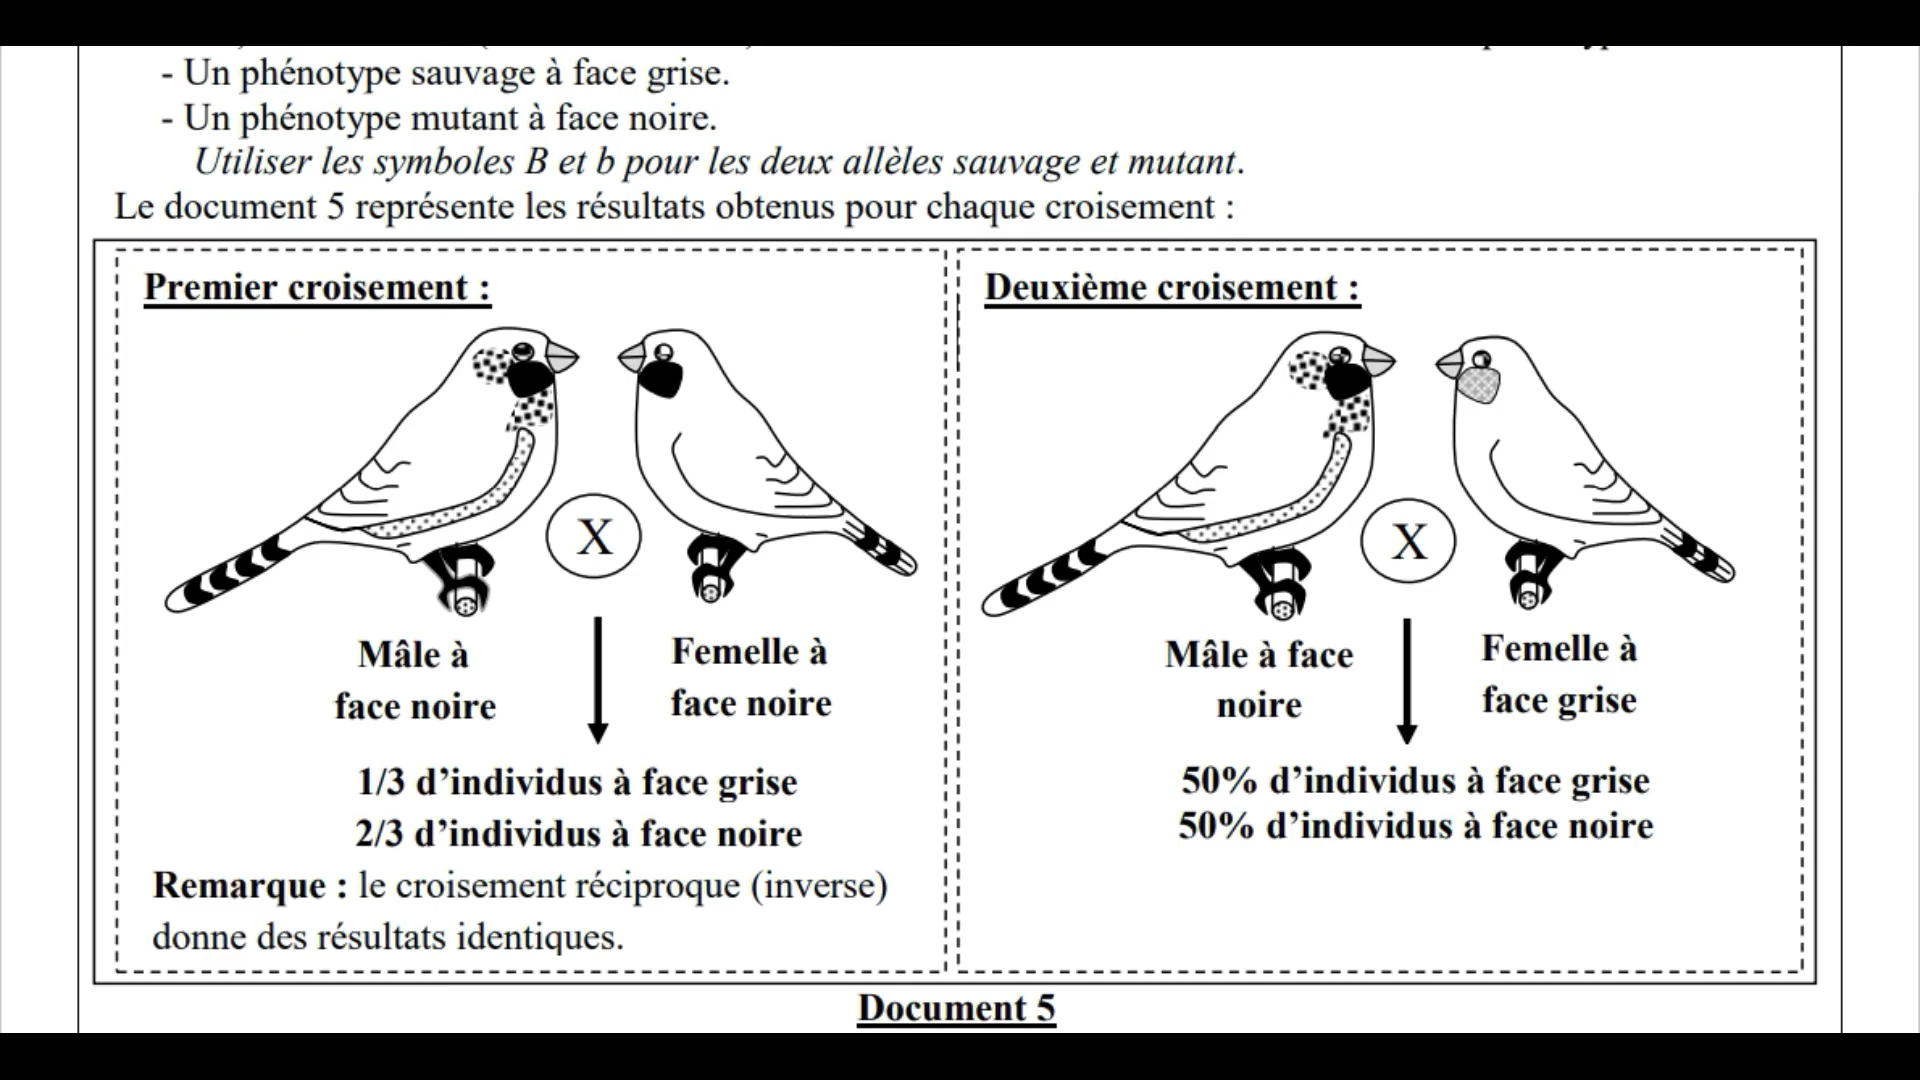 - Un phénotype sauvage à face grise.
- Un phénotype mutant à face noire.
Utiliser les symboles B et b pour les deux allèles sauvage et mutant.
Le document 5 représente les résultats obtenus pour chaque croisement :
Premier croisement :
X
Mâle à
face noire
Femelle à
face noire
1/3 d'individus à face grise
2/3 d'individus à face noire
Remarque : le croisement réciproque (inverse)
donne des résultats identiques.
Deuxième croisement :
X
Mâle à face
noire
Femelle à
face grise
50% d'individus à face grise
50% d'individus à face noire
Document 5